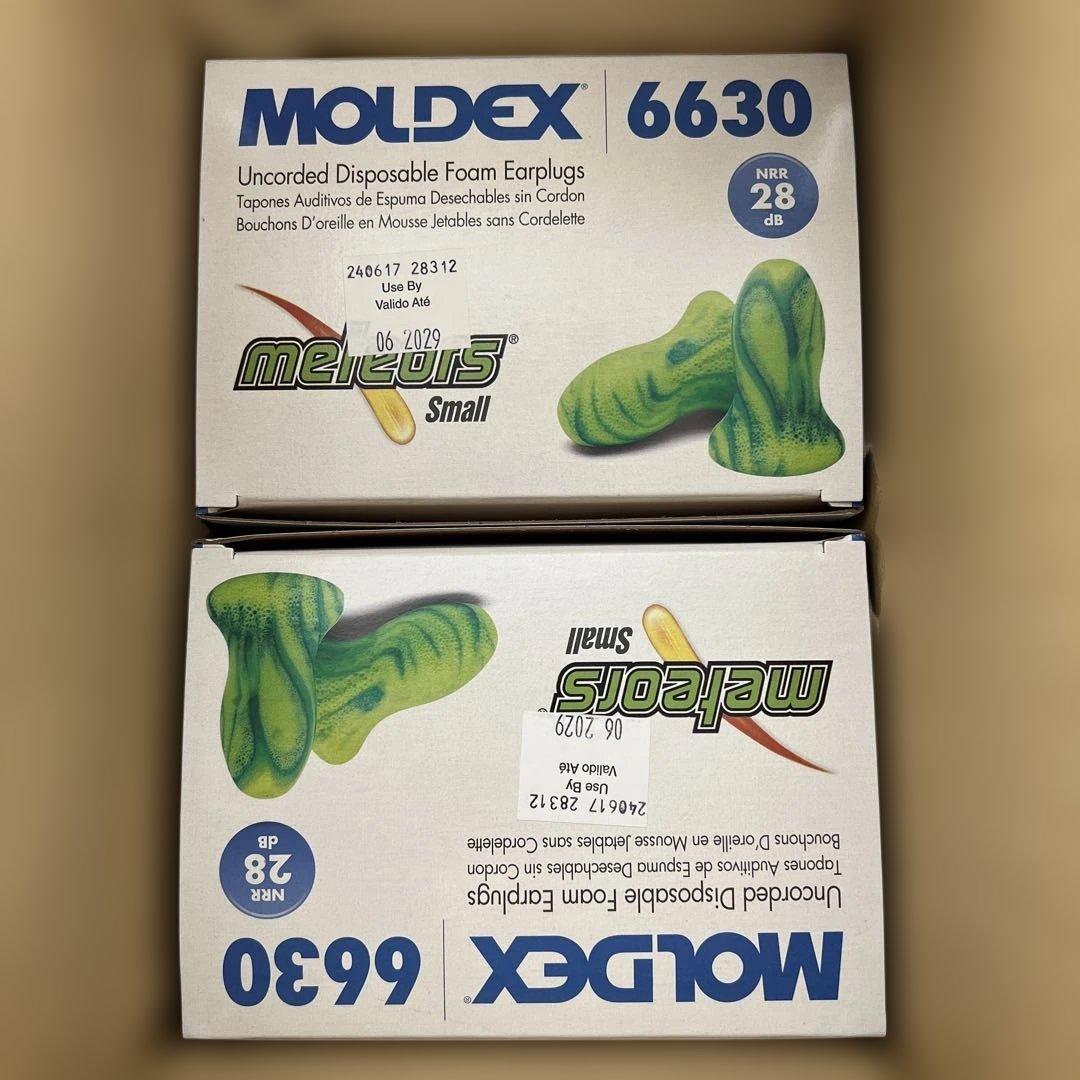 MOLDEX® 6630
Uncorded Disposable Foam Earplugs
Tapones Auditivos de Espuma Desechables sin Cordon
Bouchons D'oreille en Mousse Jetables sans Cordelette
NRR
28
dB
240617 28312
Use By
Valido Até
06 2029
meteors®
Small
MOLDEX® 6630
Uncorded Disposable Foam Earplugs
Tapones Auditivos de Espuma Desechables sin Cordon
Bouchons D'oreille en Mousse Jetables sans Cordelette
NRR
28
dB
240617 28312
Use By
Valido Até
06 2029
meteors®
Small